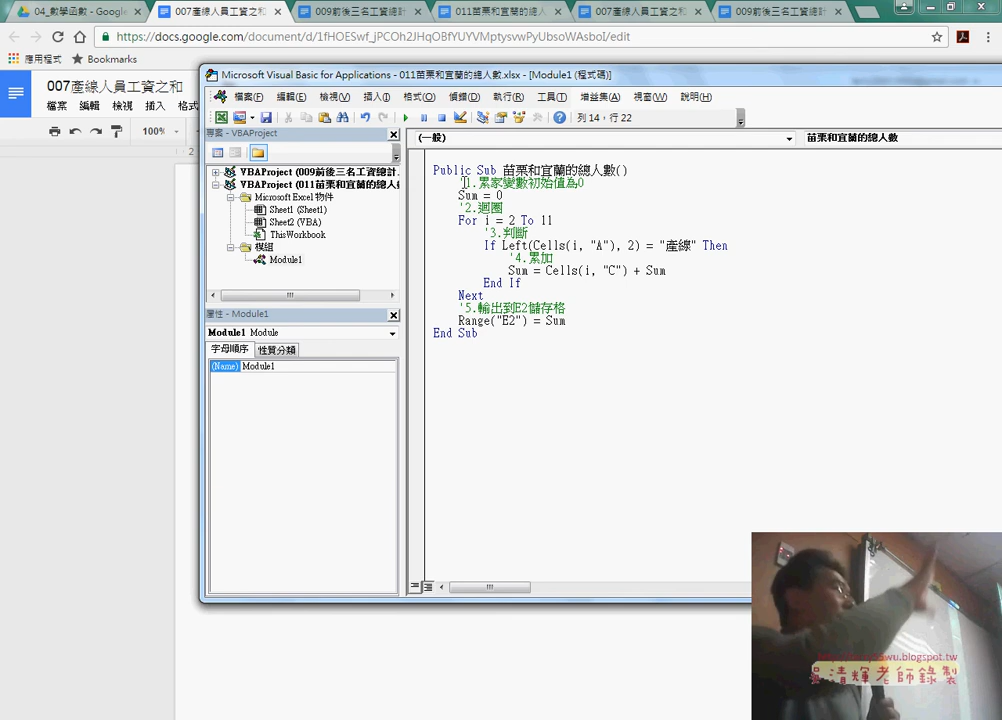 04_數學函數 - Google
007產線人員工資之和
009前後三名工資總計
011苗栗和宜蘭的總人
007產線人員工資之和
009前後三名工資總計
https://docs.google.com/document/d/1fHOESwf_jPCOh2JHqOBfYUYVMptysvwPyUbsoWAsboI/edit
應用程式
Bookmarks
007產線人員工資之和
檔案 編輯 檢視 插入 格式
100%
2
Microsoft Visual Basic for Applications - 011苗栗和宜蘭的總人數.xlsx - [Module1 (程式碼)]
檔案(F) 編輯(E) 檢視(V) 插入(I) 格式(O) 偵錯(D) 執行(R) 工具(T) 增益集(A) 視窗(W) 說明(H)
列 14，行 22
專案 - VBAProject
VBAProject (009前後三名工資總計.
VBAProject (011苗栗和宜蘭的總人
Microsoft Excel 物件
Sheet1 (Sheet1)
Sheet2 (VBA)
ThisWorkbook
模組
Module1
屬性 - Module1
Module1 Module
字母順序 性質分類
(Name) Module1
(一般)
苗栗和宜蘭的總人數
Public Sub 苗栗和宜蘭的總人數()
'1.累家變數初始值為0
Sum = 0
'2.迴圈
For i = 2 To 11
'3.判斷
If Left(Cells(i, "A"), 2) = "產線" Then
'4.累加
Sum = Cells(i, "C") + Sum
End If
Next
'5.輸出到E2儲存格
Range("E2") = Sum
End Sub
吳清輝老師錄製